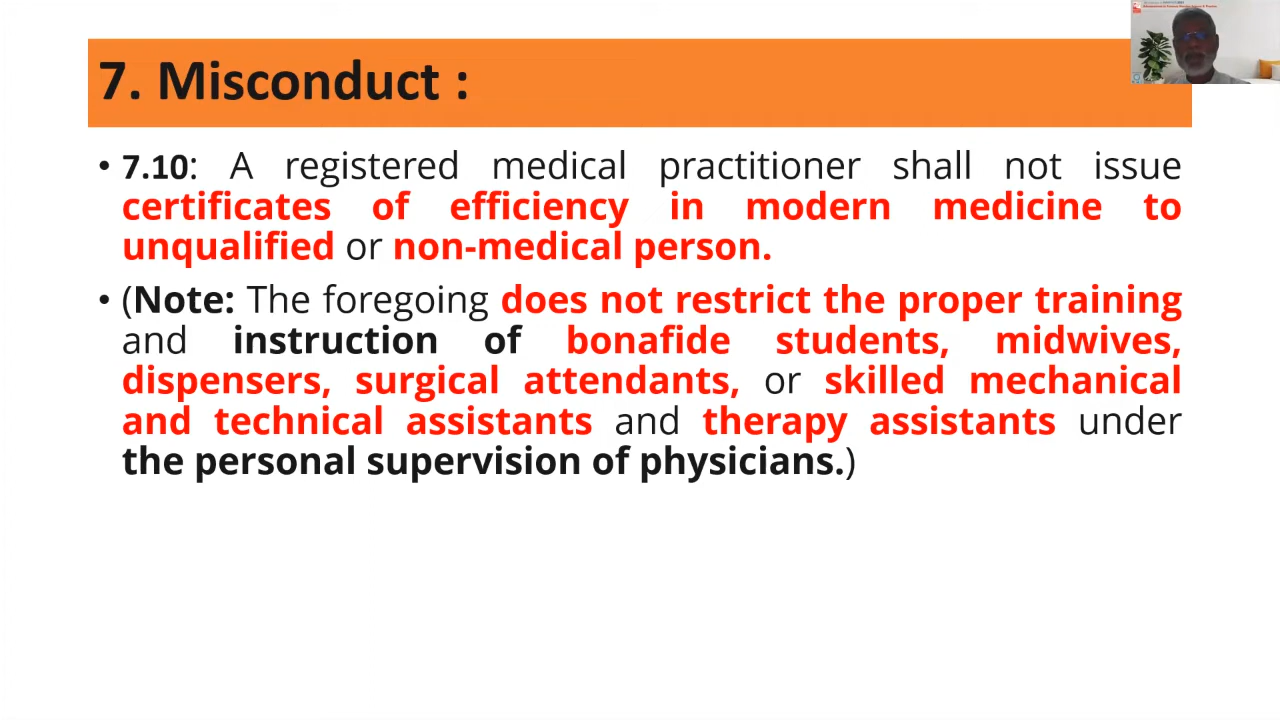 7. Misconduct :
• 7.10: A registered medical practitioner shall not issue
certificates of efficiency in modern medicine to
unqualified or non-medical person.
• (Note: The foregoing does not restrict the proper training
and instruction of bonafide students, midwives,
dispensers, surgical attendants, or skilled mechanical
and technical assistants and therapy assistants under
the personal supervision of physicians.)